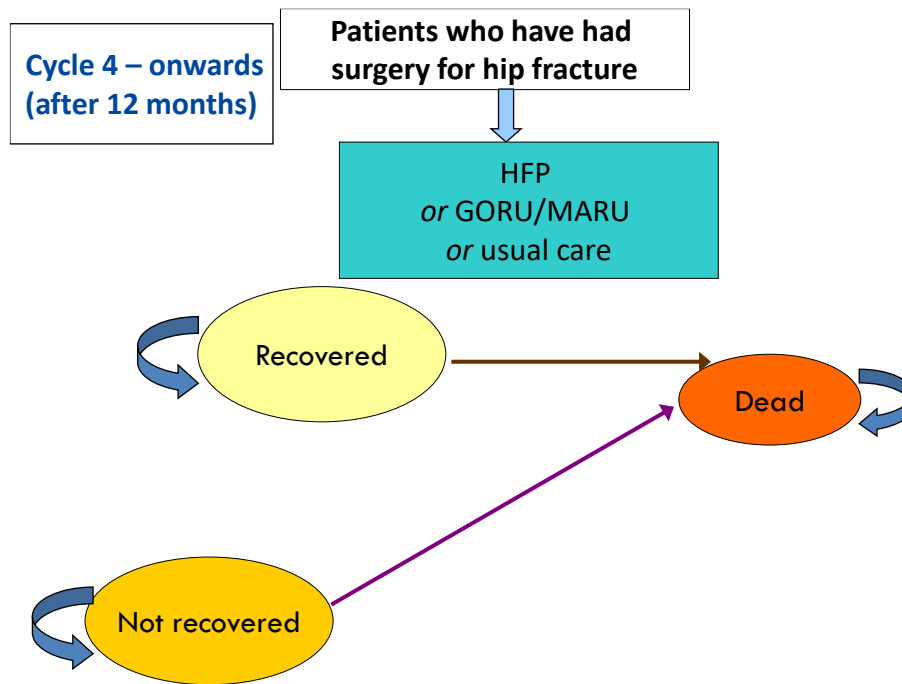 Cycle 4 – onwards
(after 12 months)
Patients who have had
surgery for hip fracture
HFP
or GORU/MARU
or usual care
Recovered
Dead
Not recovered